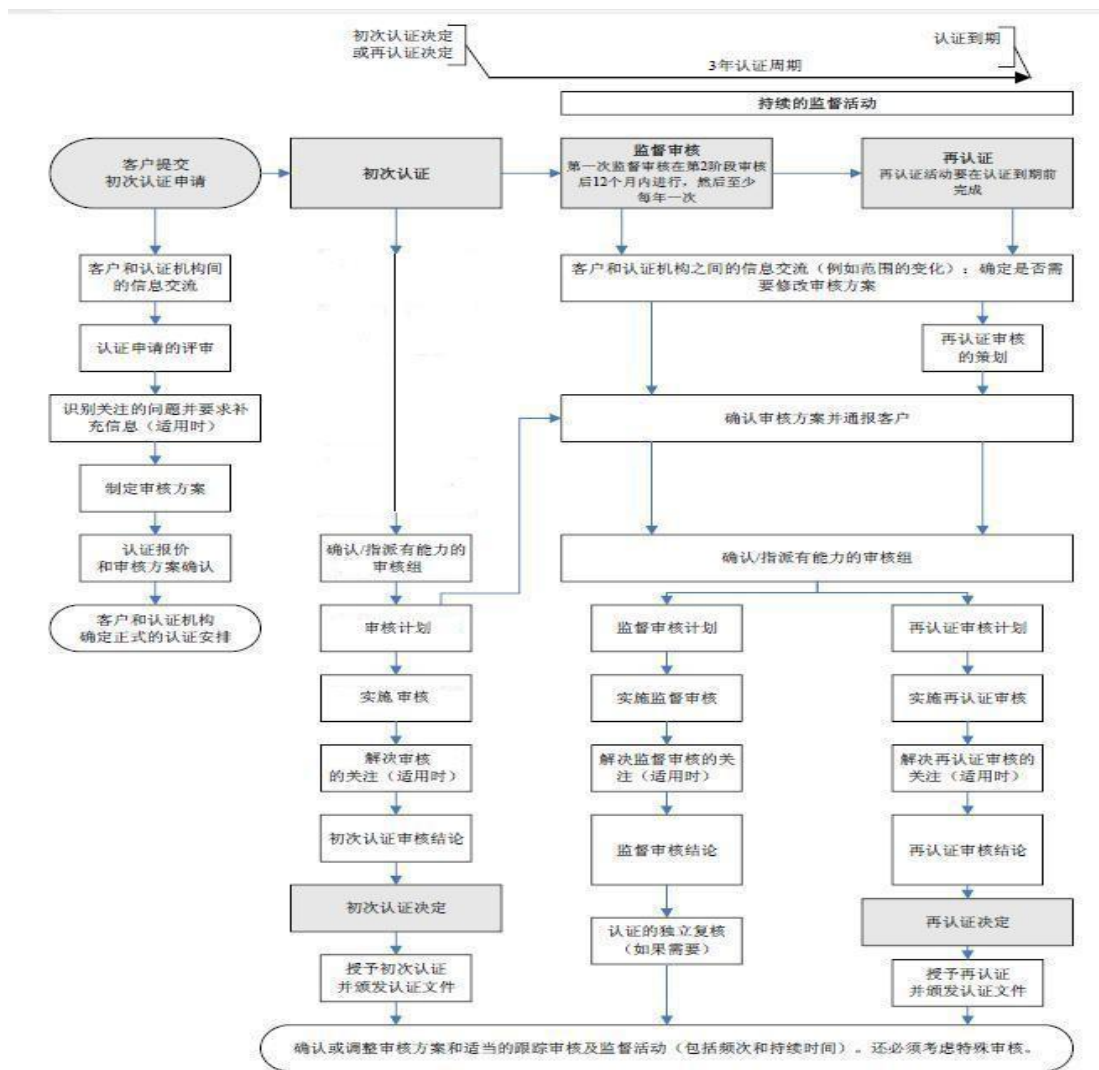 初次认证决定
或再认证决定
认证到期
3年认证周期
持续的监督活动
客户提交
初次认证申请
初次认证
监督审核
第一次监督审核在第2阶段审核
后12个月内进行，然后至少
每年一次
再认证
再认证活动要在认证到期前
完成
客户和认证机构间
的信息交流
客户和认证机构之间的信息交流（例如范围的变化）；确定是否需
要修改审核方案
认证申请的评审
再认证审核
的策划
识别关注的问题并要求补
充信息（适用时）
确认审核方案并通报客户
制定审核方案
认证报价
和审核方案确认
确认/指派有能力的
审核组
确认/指派有能力的审核组
客户和认证机构
确定正式的认证安排
审核计划
监督审核计划
再认证审核计划
实施审核
实施监督审核
实施再认证审核
解决审核
的关注（适用时）
解决监督审核的关
注（适用时）
解决再认证审核的
关注（适用时）
初次认证审核结论
监督审核结论
再认证审核结论
初次认证决定
认证的独立复核
（如果需要）
再认证决定
授予初次认证
并颁发认证文件
授予再认证
并颁发认证文件
确认或调整审核方案和适当的跟踪审核及监督活动（包括频次和持续时间）。还必须考虑特殊审核。